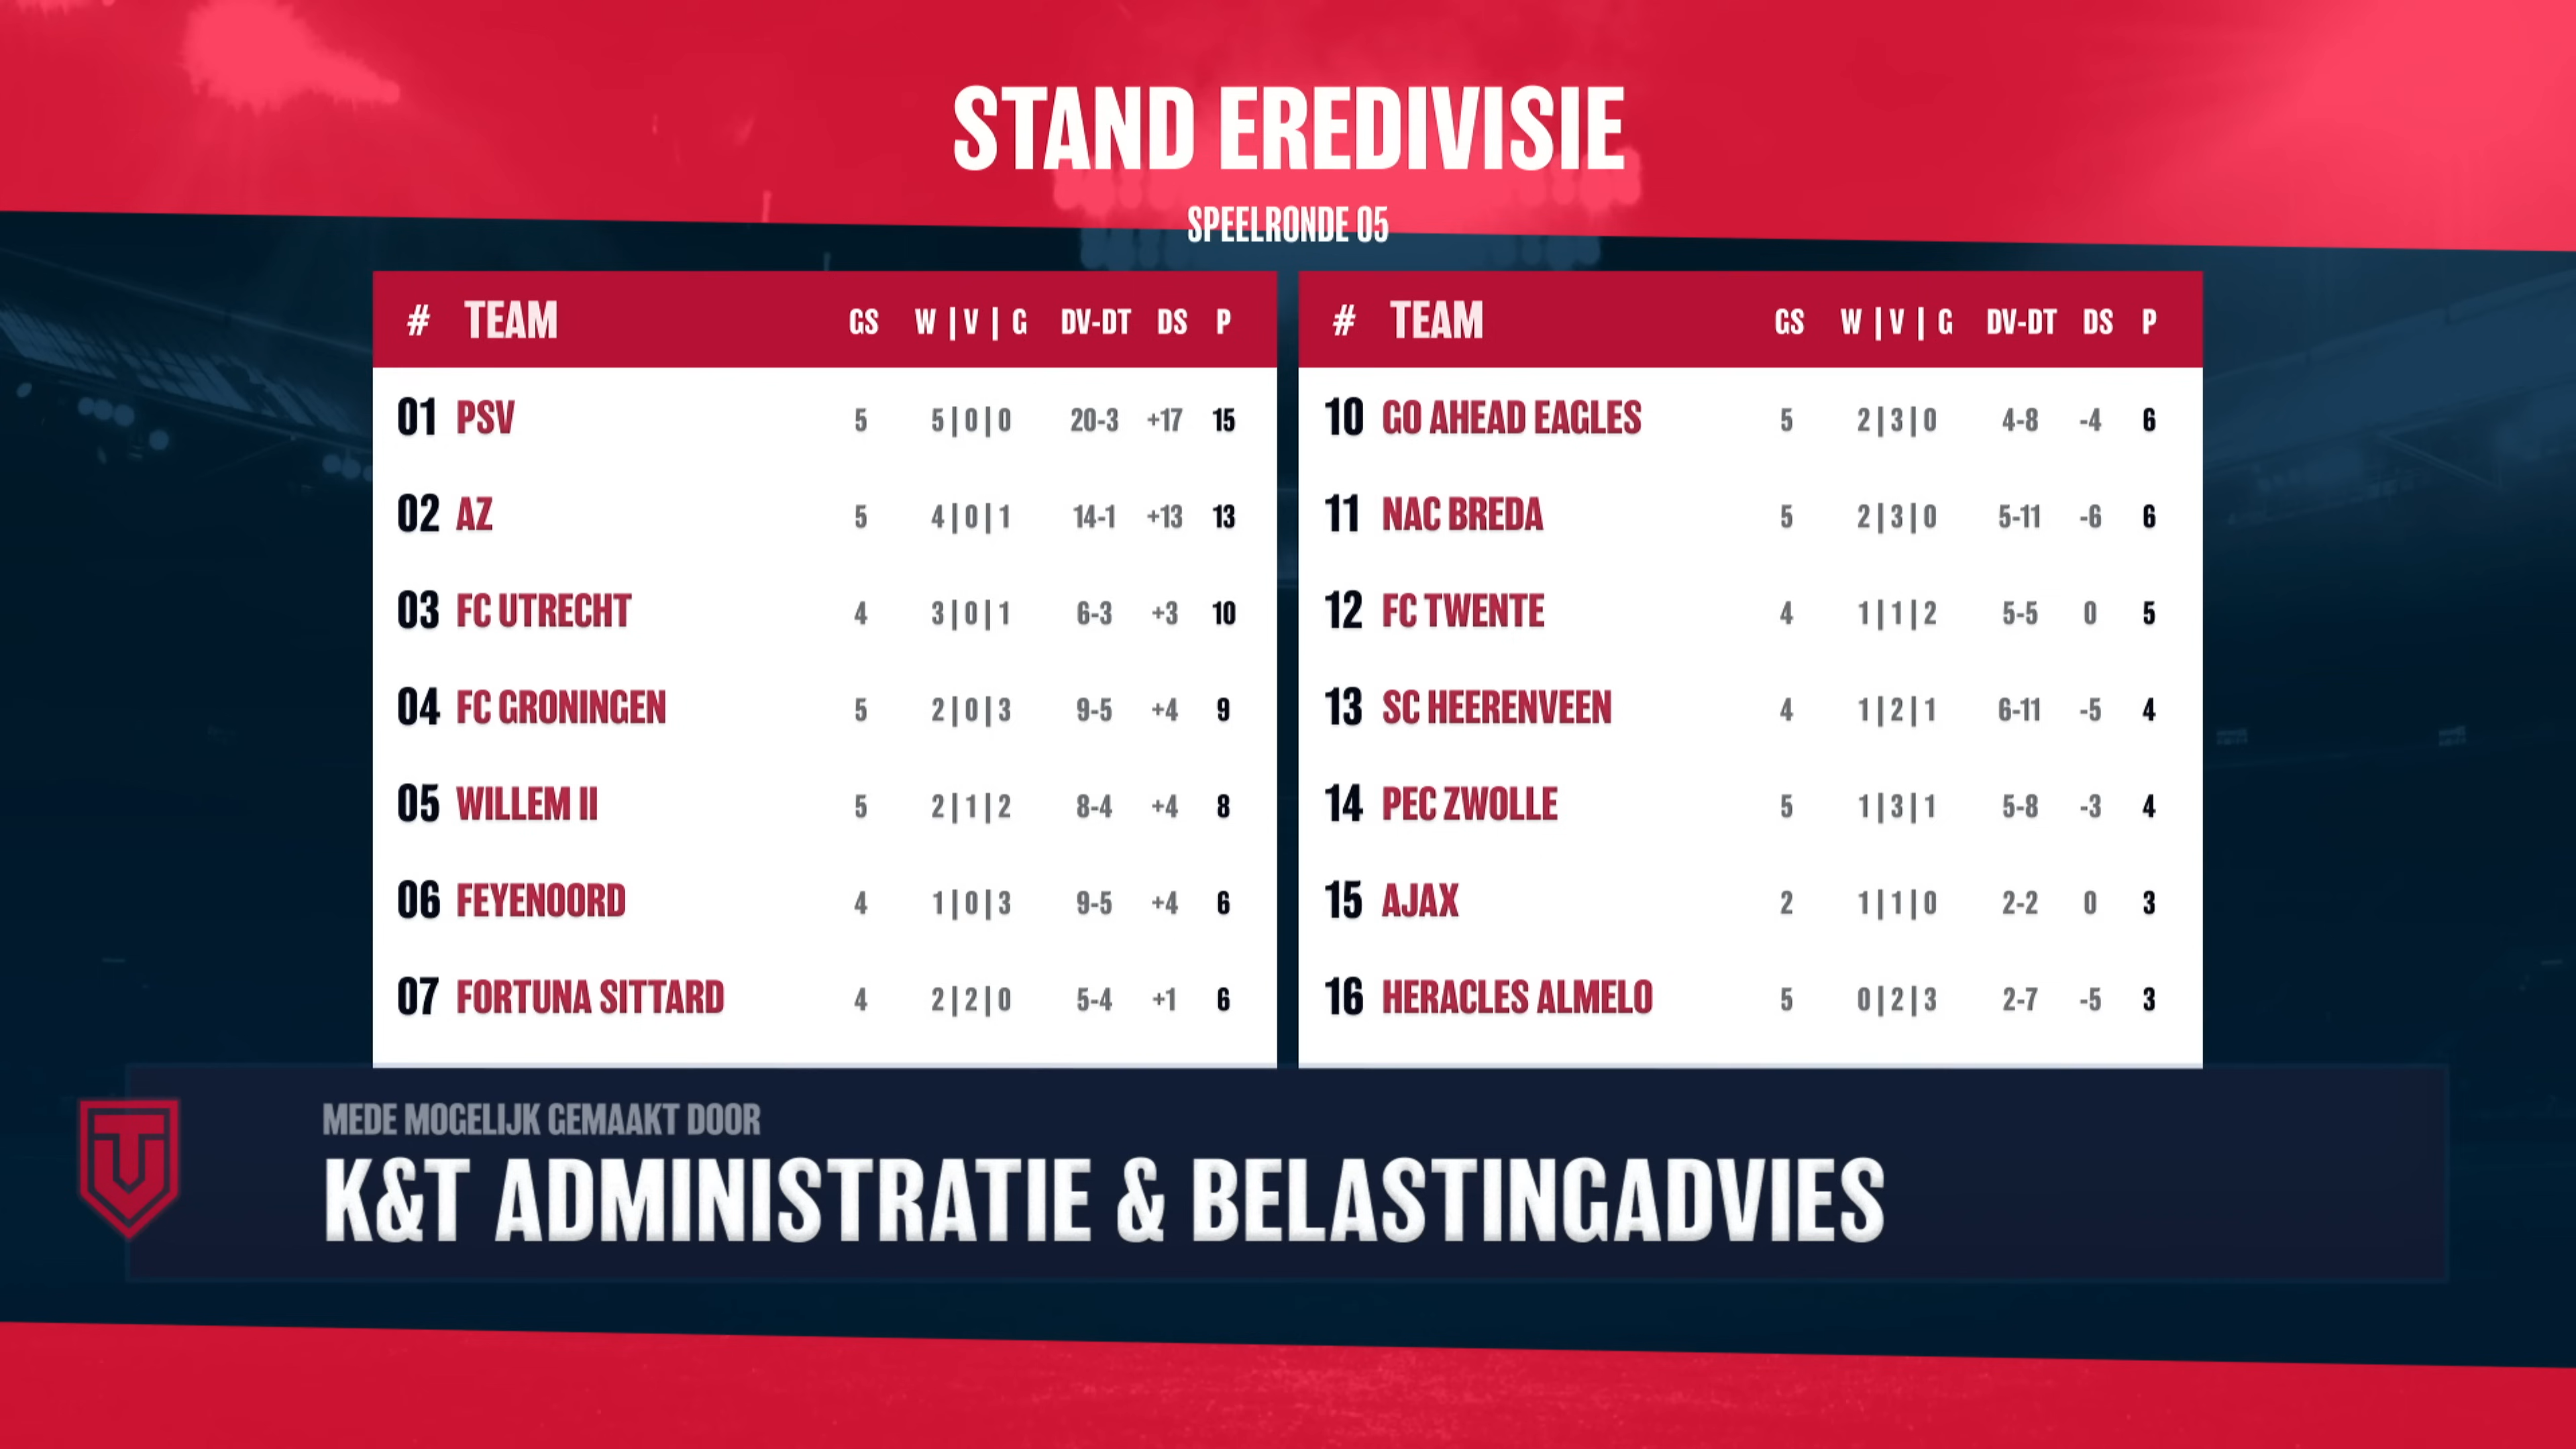 STAND EREDIVISIE
SPEELRONDE 05
# TEAM GS W | V | G DV-DT DS P
01 PSV 5 5|0|0 20-3 +17 15
02 AZ 5 4|0|1 14-1 +13 13
03 FC UTRECHT 4 3|0|1 6-3 +3 10
04 FC GRONINGEN 5 2|0|3 9-5 +4 9
05 WILLEM II 5 2|1|2 8-4 +4 8
06 FEYENOORD 4 1|0|3 9-5 +4 6
07 FORTUNA SITTARD 4 2|2|0 5-4 +1 6
# TEAM GS W | V | G DV-DT DS P
10 GO AHEAD EAGLES 5 2|3|0 4-8 -4 6
11 NAC BREDA 5 2|3|0 5-11 -6 6
12 FC TWENTE 4 1|1|2 5-5 0 5
13 SC HEERENVEEN 4 1|2|1 6-11 -5 4
14 PEC ZWOLLE 5 1|3|1 5-8 -3 4
15 AJAX 2 1|1|0 2-2 0 3
16 HERACLES ALMELO 5 0|2|3 2-7 -5 3
MEDE MOGELIJK GEMAAKT DOOR
K&T ADMINISTRATIE & BELASTINGADVIES